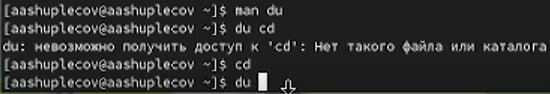 [aashuplecov@aashuplecov ~]$ man du
[aashuplecov@aashuplecov ~]$ du cd
du: невозможно получить доступ к 'cd': Нет такого файла или каталога
[aashuplecov@aashuplecov ~]$ cd
[aashuplecov@aashuplecov ~]$ du